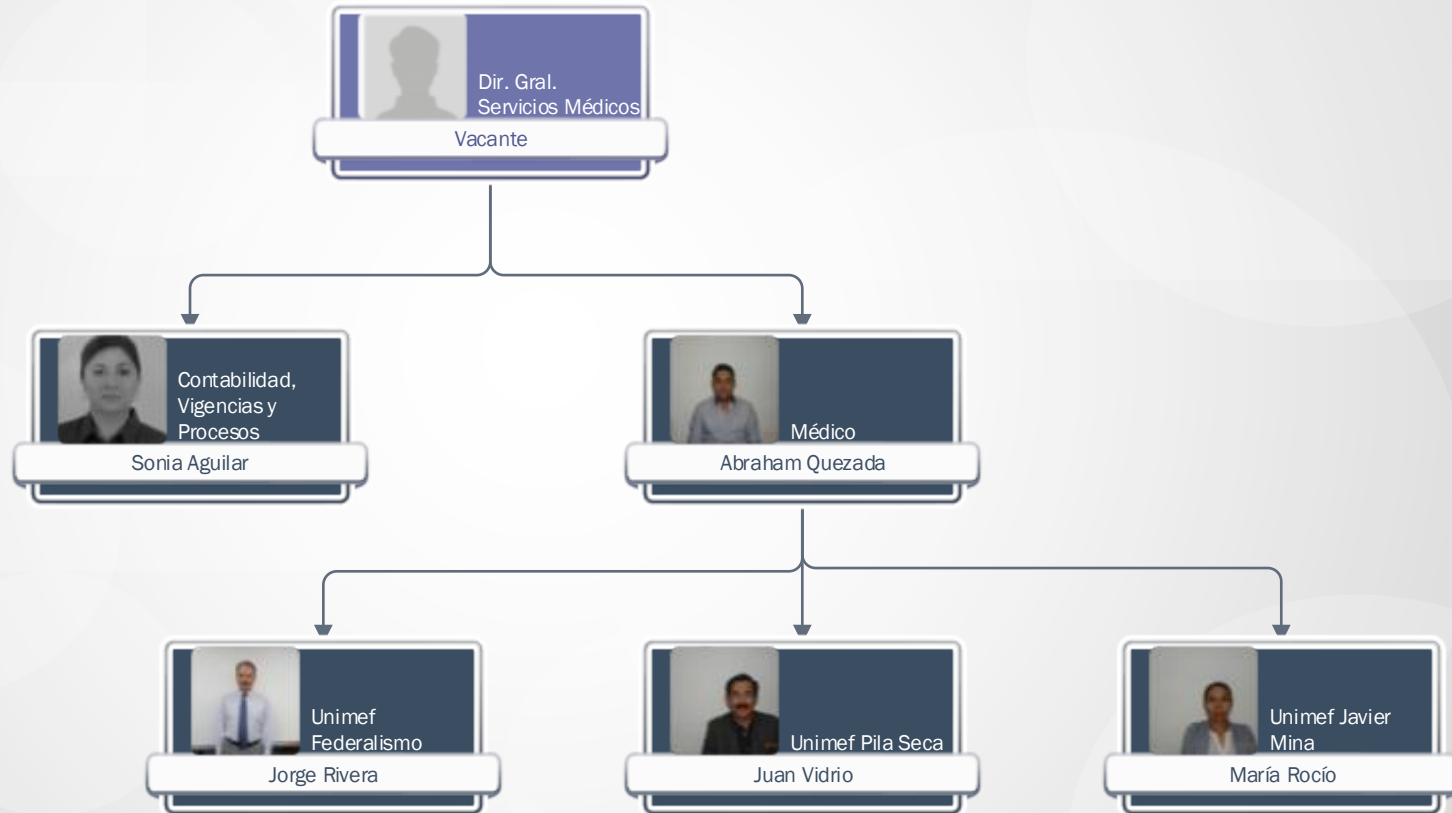 Dir. Gral.
Servicios Médicos
Vacante
Contabilidad,
Vigencias y
Procesos
Sonia Aguilar
Médico
Abraham Quezada
Unimef
Federalismo
Jorge Rivera
Unimef Pila Seca
Juan Vidrio
Unimef Javier
Mina
María Rocío